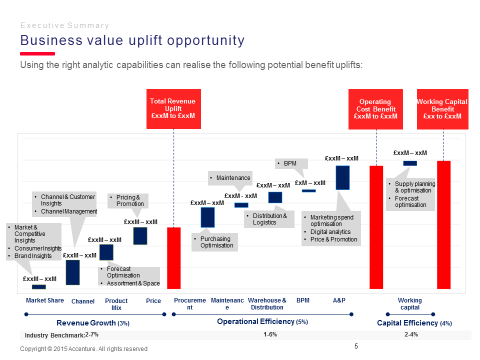 Executive Summary
Business value uplift opportunity
Using the right analytic capabilities can realise the following potential benefit uplifts:
Total Revenue
Uplift
£xxM to £xxM
Operating
Cost Benefit
£xxM to £xxM
Working Capital
Benefit
£xx to £xxM
• Market &
Competitive
Insights
• Consumer Insights
• Brand Insights
£xxM – xxM
• Channel & Customer
Insights
• Channel Management
£xxM – xxM
• Forecast
Optimisation
• Assortment & Space
£xxM – xxM
• Pricing &
Promotion
£xxM – xxM
• Purchasing
Optimisation
£xxM – xxM
• Maintenance
£xxM – xxM
• Distribution &
Logistics
£xxM – xxM
• BPM
£xM – xxM
• Marketing spend
optimisation
• Digital analytics
• Price & Promotion
£xxM – xxM
• Supply planning
& optimisation
• Forecast
optimisation
£xxM – xxM
Market Share
Channel
Product
Mix
Price
Procureme
nt
Maintenanc
e
Warehouse &
Distribution
BPM
A&P
Working
capital
Revenue Growth (3%)
Operational Efficiency (5%)
Capital Efficiency (4%)
Industry Benchmark: 2-7%
1-6%
2-4%
Copyright © 2015 Accenture. All rights reserved
5